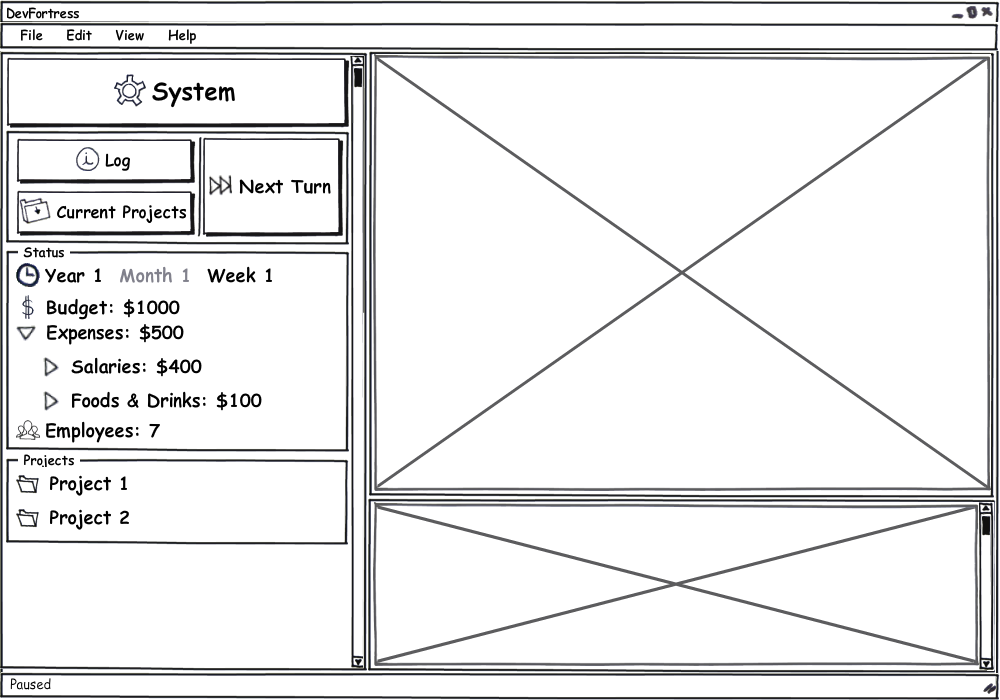 DevFortress
File Edit View Help
System
Log
Current Projects
Next Turn
Status
Year 1 Month 1 Week 1
$ Budget: $1000
Expenses: $500
Salaries: $400
Foods & Drinks: $100
Employees: 7
Projects
Project 1
Project 2
Paused